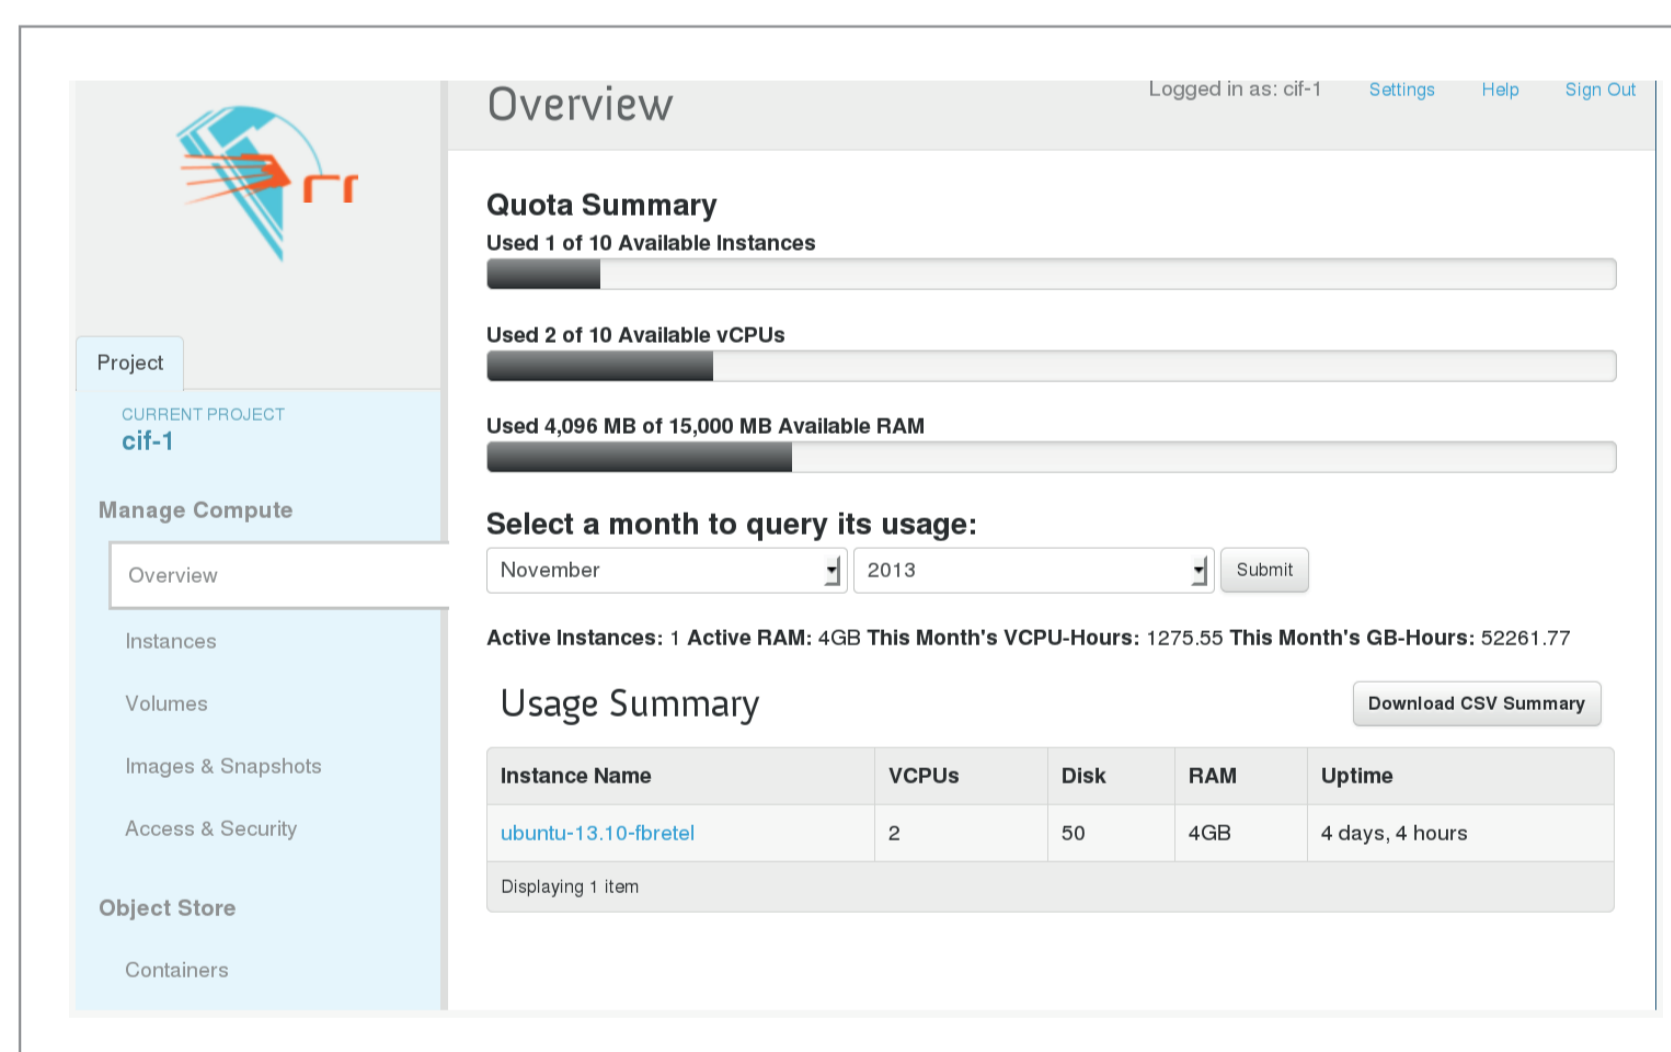 Overview
Logged in as: cif-1 Settings Help Sign Out
Project
CURRENT PROJECT
cif-1
Manage Compute
Overview
Instances
Volumes
Images & Snapshots
Access & Security
Object Store
Containers
Quota Summary
Used 1 of 10 Available Instances
Used 2 of 10 Available vCPUs
Used 4,096 MB of 15,000 MB Available RAM
Select a month to query its usage:
November 2013 Submit
Active Instances: 1 Active RAM: 4GB This Month's VCPU-Hours: 1275.55 This Month's GB-Hours: 52261.77
Usage Summary Download CSV Summary
Instance Name VCPUs Disk RAM Uptime
ubuntu-13.10-fbretel 2 50 4GB 4 days, 4 hours
Displaying 1 item